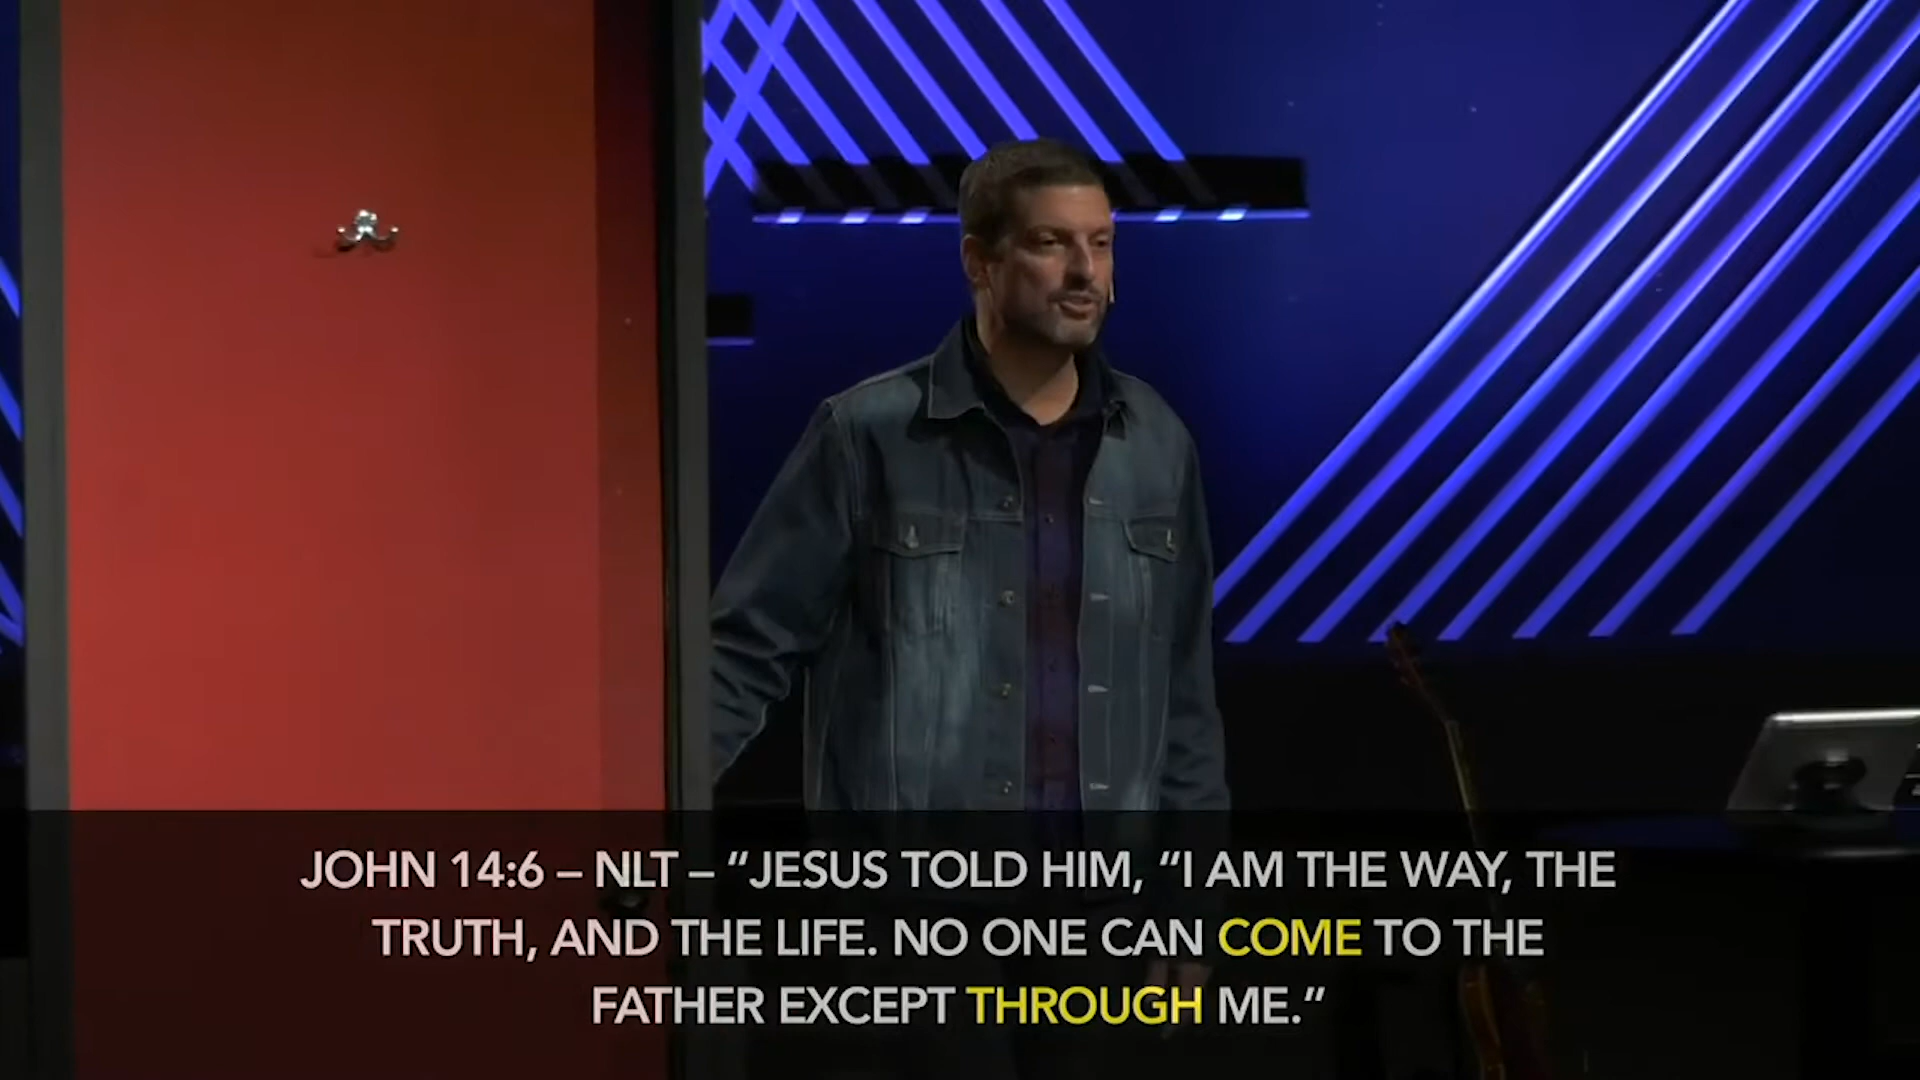 JOHN 14:6 – NLT – “JESUS TOLD HIM, “I AM THE WAY, THE
TRUTH, AND THE LIFE. NO ONE CAN COME TO THE
FATHER EXCEPT THROUGH ME.”